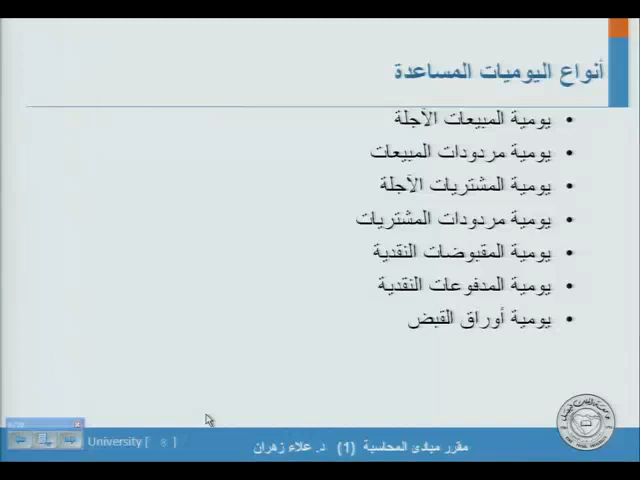 أنواع اليوميات المساعدة
• يومية المبيعات الآجلة
• يومية مردودات المبيعات
• يومية المشتريات الآجلة
• يومية مردودات المشتريات
• يومية المقبوضات النقدية
• يومية المدفوعات النقدية
• يومية أوراق القبض
مقرر مبادئ المحاسبة (1) د. علاء زهران
University [ 8 ]